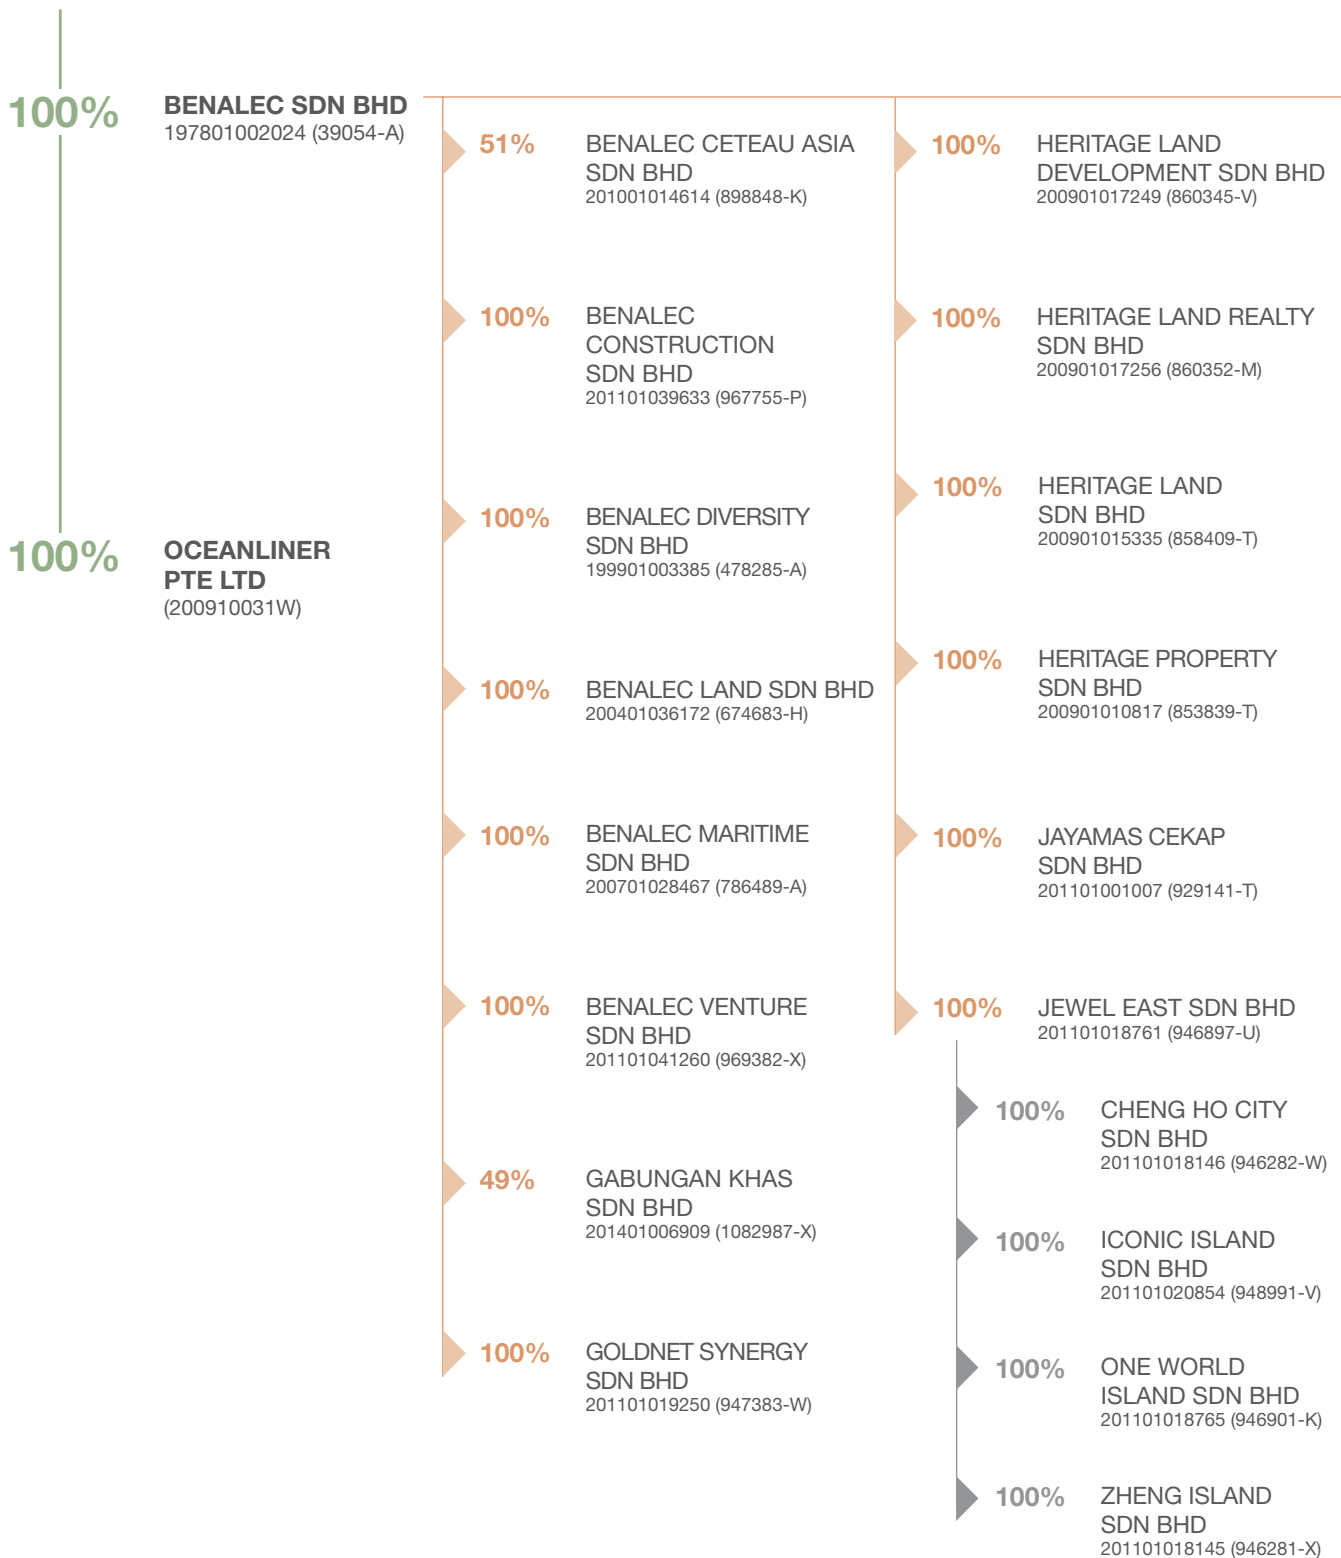 100%
BENALEC SDN BHD
197801002024 (39054-A)
100%
OCEANLINER
PTE LTD
(200910031W)
51%
BENALEC CETEAU ASIA
SDN BHD
201001014614 (898848-K)
100%
BENALEC
CONSTRUCTION
SDN BHD
201101039633 (967755-P)
100%
BENALEC DIVERSITY
SDN BHD
199901003385 (478285-A)
100%
BENALEC LAND SDN BHD
200401036172 (674683-H)
100%
BENALEC MARITIME
SDN BHD
200701028467 (786489-A)
100%
BENALEC VENTURE
SDN BHD
201101041260 (969382-X)
49%
GABUNGAN KHAS
SDN BHD
201401006909 (1082987-X)
100%
GOLDNET SYNERGY
SDN BHD
201101019250 (947383-W)
100%
HERITAGE LAND
DEVELOPMENT SDN BHD
200901017249 (860345-V)
100%
HERITAGE LAND REALTY
SDN BHD
200901017256 (860352-M)
100%
HERITAGE LAND
SDN BHD
200901015335 (858409-T)
100%
HERITAGE PROPERTY
SDN BHD
200901010817 (853839-T)
100%
JAYAMAS CEKAP
SDN BHD
201101001007 (929141-T)
100%
JEWEL EAST SDN BHD
201101018761 (946897-U)
100%
CHENG HO CITY
SDN BHD
201101018146 (946282-W)
100%
ICONIC ISLAND
SDN BHD
201101020854 (948991-V)
100%
ONE WORLD
ISLAND SDN BHD
201101018765 (946901-K)
100%
ZHENG ISLAND
SDN BHD
201101018145 (946281-X)